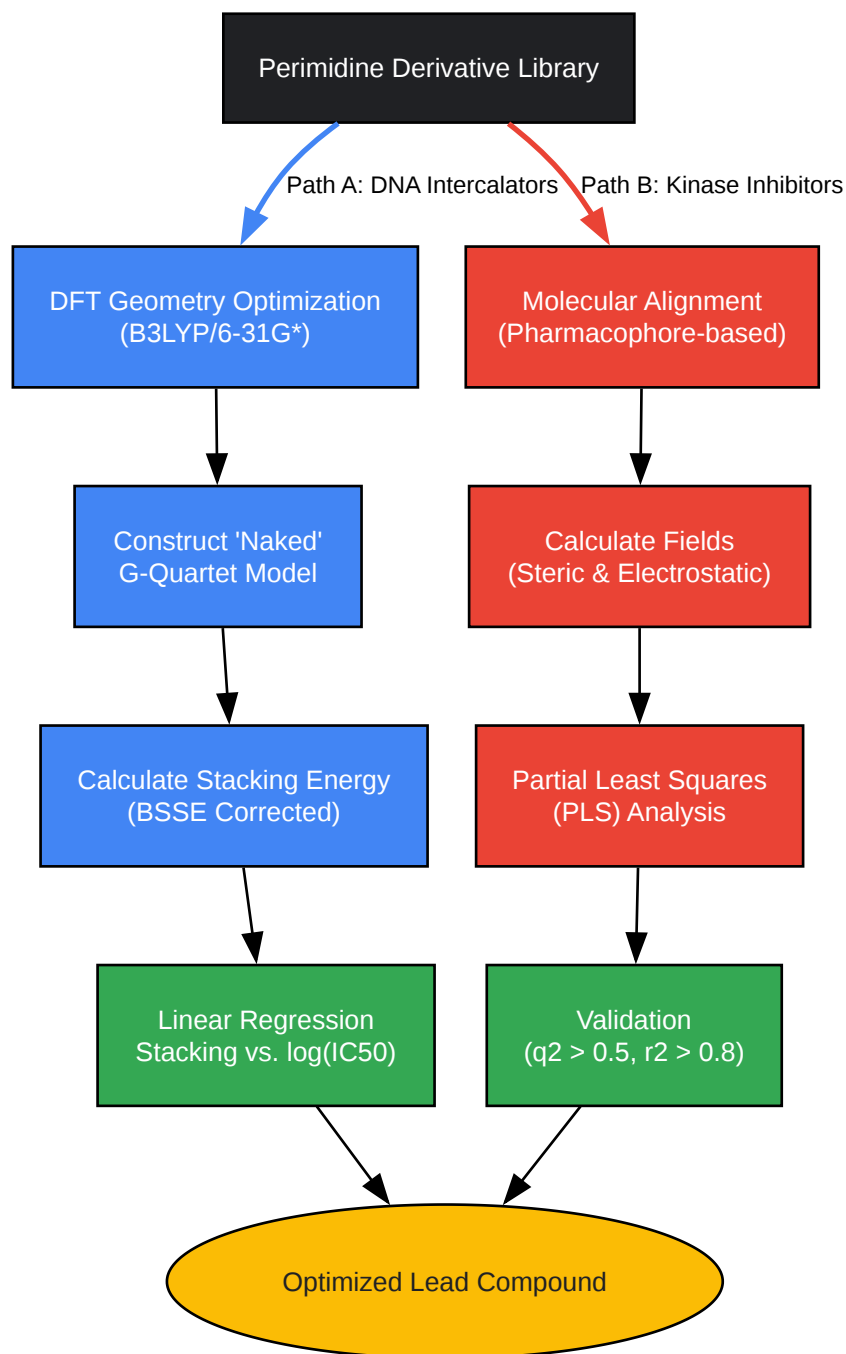 Perimidine Derivative Library
Path A: DNA Intercalators
Path B: Kinase Inhibitors
DFT Geometry Optimization
(B3LYP/6-31G*)
Molecular Alignment
(Pharmacophore-based)
Construct 'Naked'
G-Quartet Model
Calculate Fields
(Steric & Electrostatic)
Calculate Stacking Energy
(BSSE Corrected)
Partial Least Squares
(PLS) Analysis
Linear Regression
Stacking vs. log(IC50)
Validation
(q2 > 0.5, r2 > 0.8)
Optimized Lead Compound